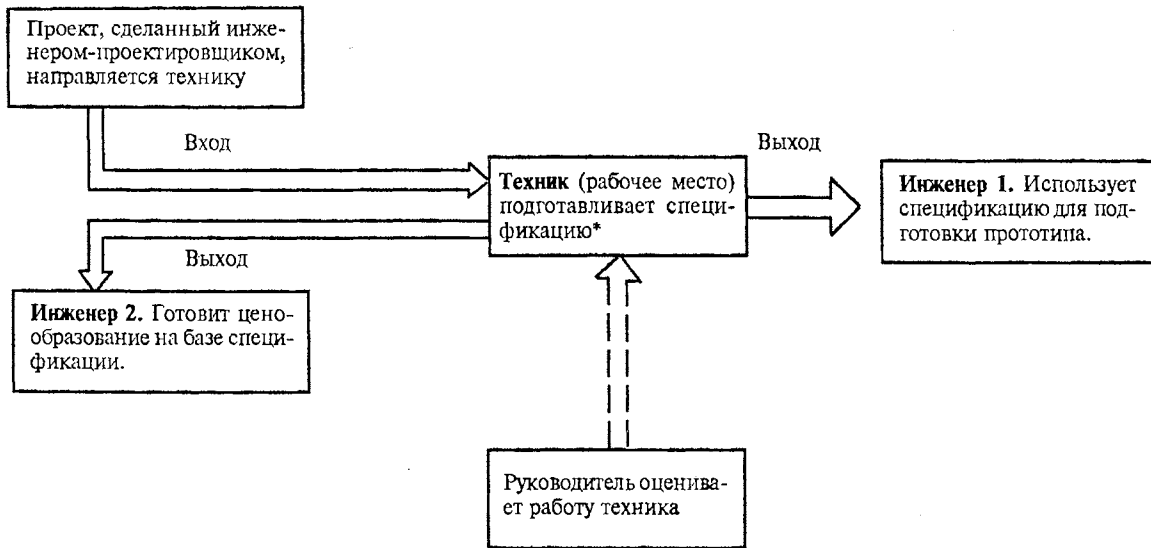 Проект, сделанный инже-
нером-проектировщиком,
направляется технику
Вход
Выход
Техник (рабочее место)
подготавливает специ-
фикацию*
Инженер 1. Использует
спецификацию для под-
готовки прототипа.
Выход
Инженер 2. Готовит цено-
образование на базе специ-
фикации.
Руководитель оценива-
ет работу техника